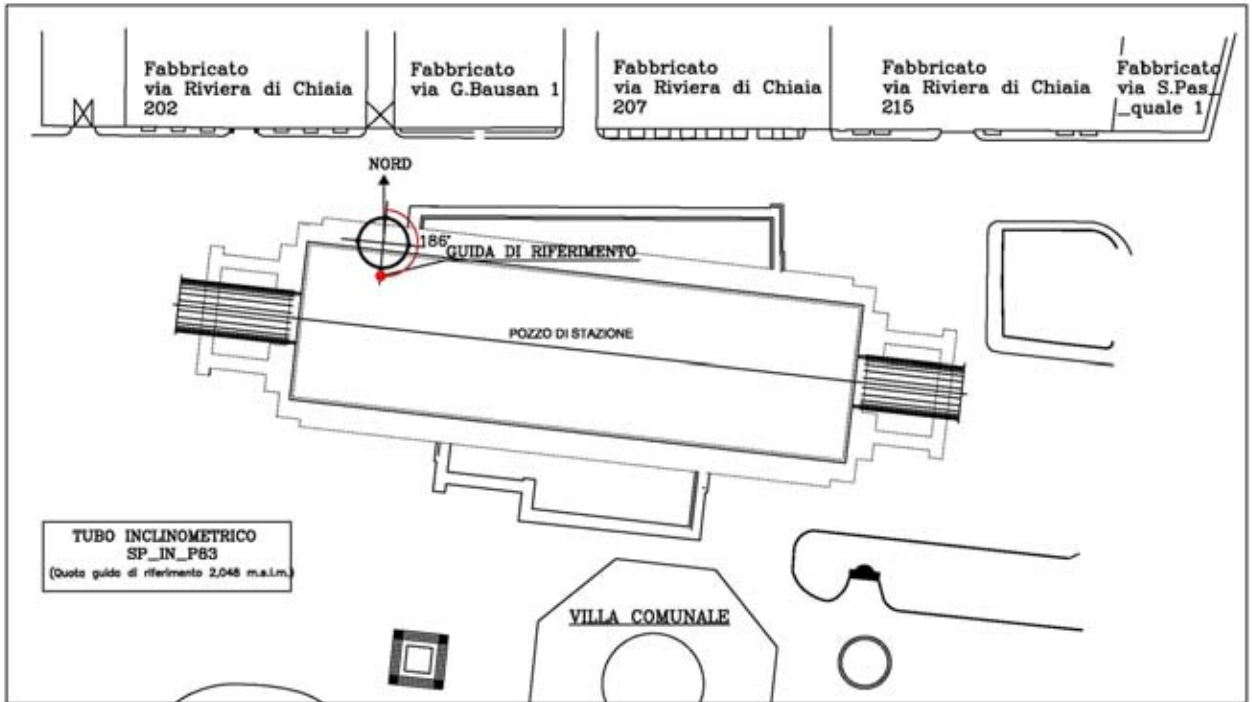 Fabbricato
via Riviera di Chiaia
202
Fabbricato
via G.Bausan 1
Fabbricato
via Riviera di Chiaia
207
Fabbricato
via Riviera di Chiaia
215
Fabbricato
via S.Pas_
_quale 1
NORD
186°
GUIDA DI RIFERIMENTO
POZZO DI STAZIONE
TUBO INCLINOMETRICO
SP_IN_P83
(Quota guida di riferimento 2,048 m.s.l.m.)
VILLA COMUNALE